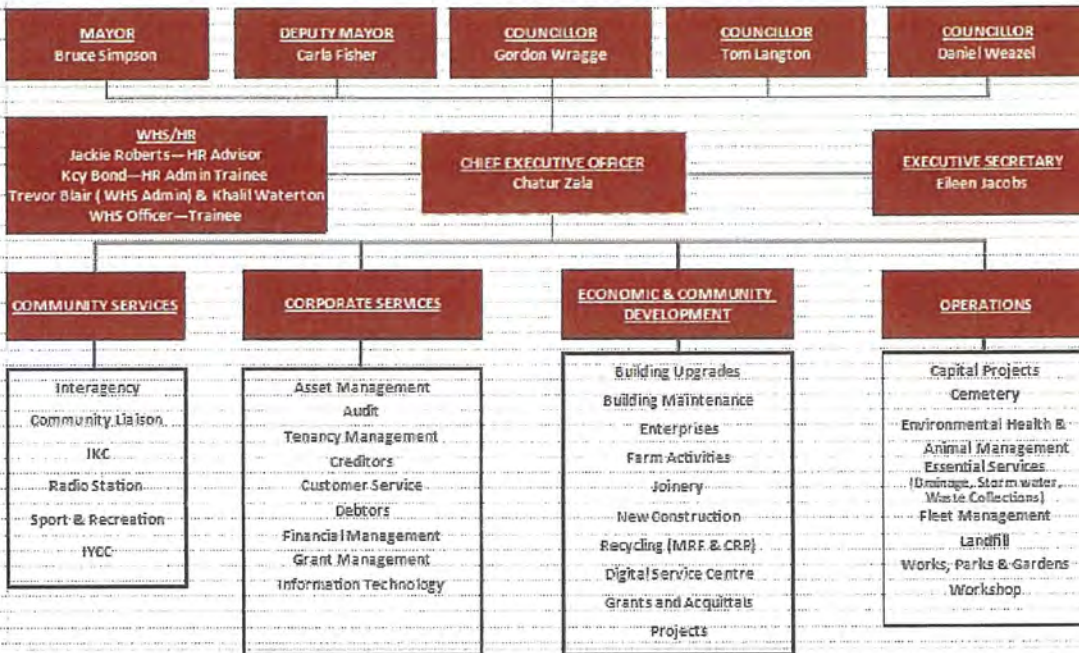 MAYOR
Bruce Simpson
DEPUTY MAYOR
Carla Fisher
COUNCILLOR
Gordon Wragge
COUNCILLOR
Tom Langton
COUNCILLOR
Daniel Weazel
WHS/HR
Jackie Roberts—HR Advisor
Kcy Bond—HR Admin Trainee
Trevor Blair ( WHS Admin) & Khalil Waterton
WHS Officer—Trainee
CHIEF EXECUTIVE OFFICER
Chatur Zala
EXECUTIVE SECRETARY
Eileen Jacobs
COMMUNITY SERVICES
Interagency
Community Liaison
IKC
Radio Station
Sport & Recreation
IYCC
CORPORATE SERVICES
Asset Management
Audit
Tenancy Management
Creditors
Customer Service
Debtors
Financial Management
Grant Management
Information Technology
ECONOMIC & COMMUNITY
DEVELOPMENT
Building Upgrades
Building Maintenance
Enterprises
Farm Activities
Joinery
New Construction
Recycling (MRF & CRP)
Digital Service Centre
Grants and Acquittals
Projects
OPERATIONS
Capital Projects
Cemetery
Environmental Health &
Animal Management
Essential Services
(Drainage, Storm water,
Waste Collections)
Fleet Management
Landfill
Works, Parks & Gardens
Workshop